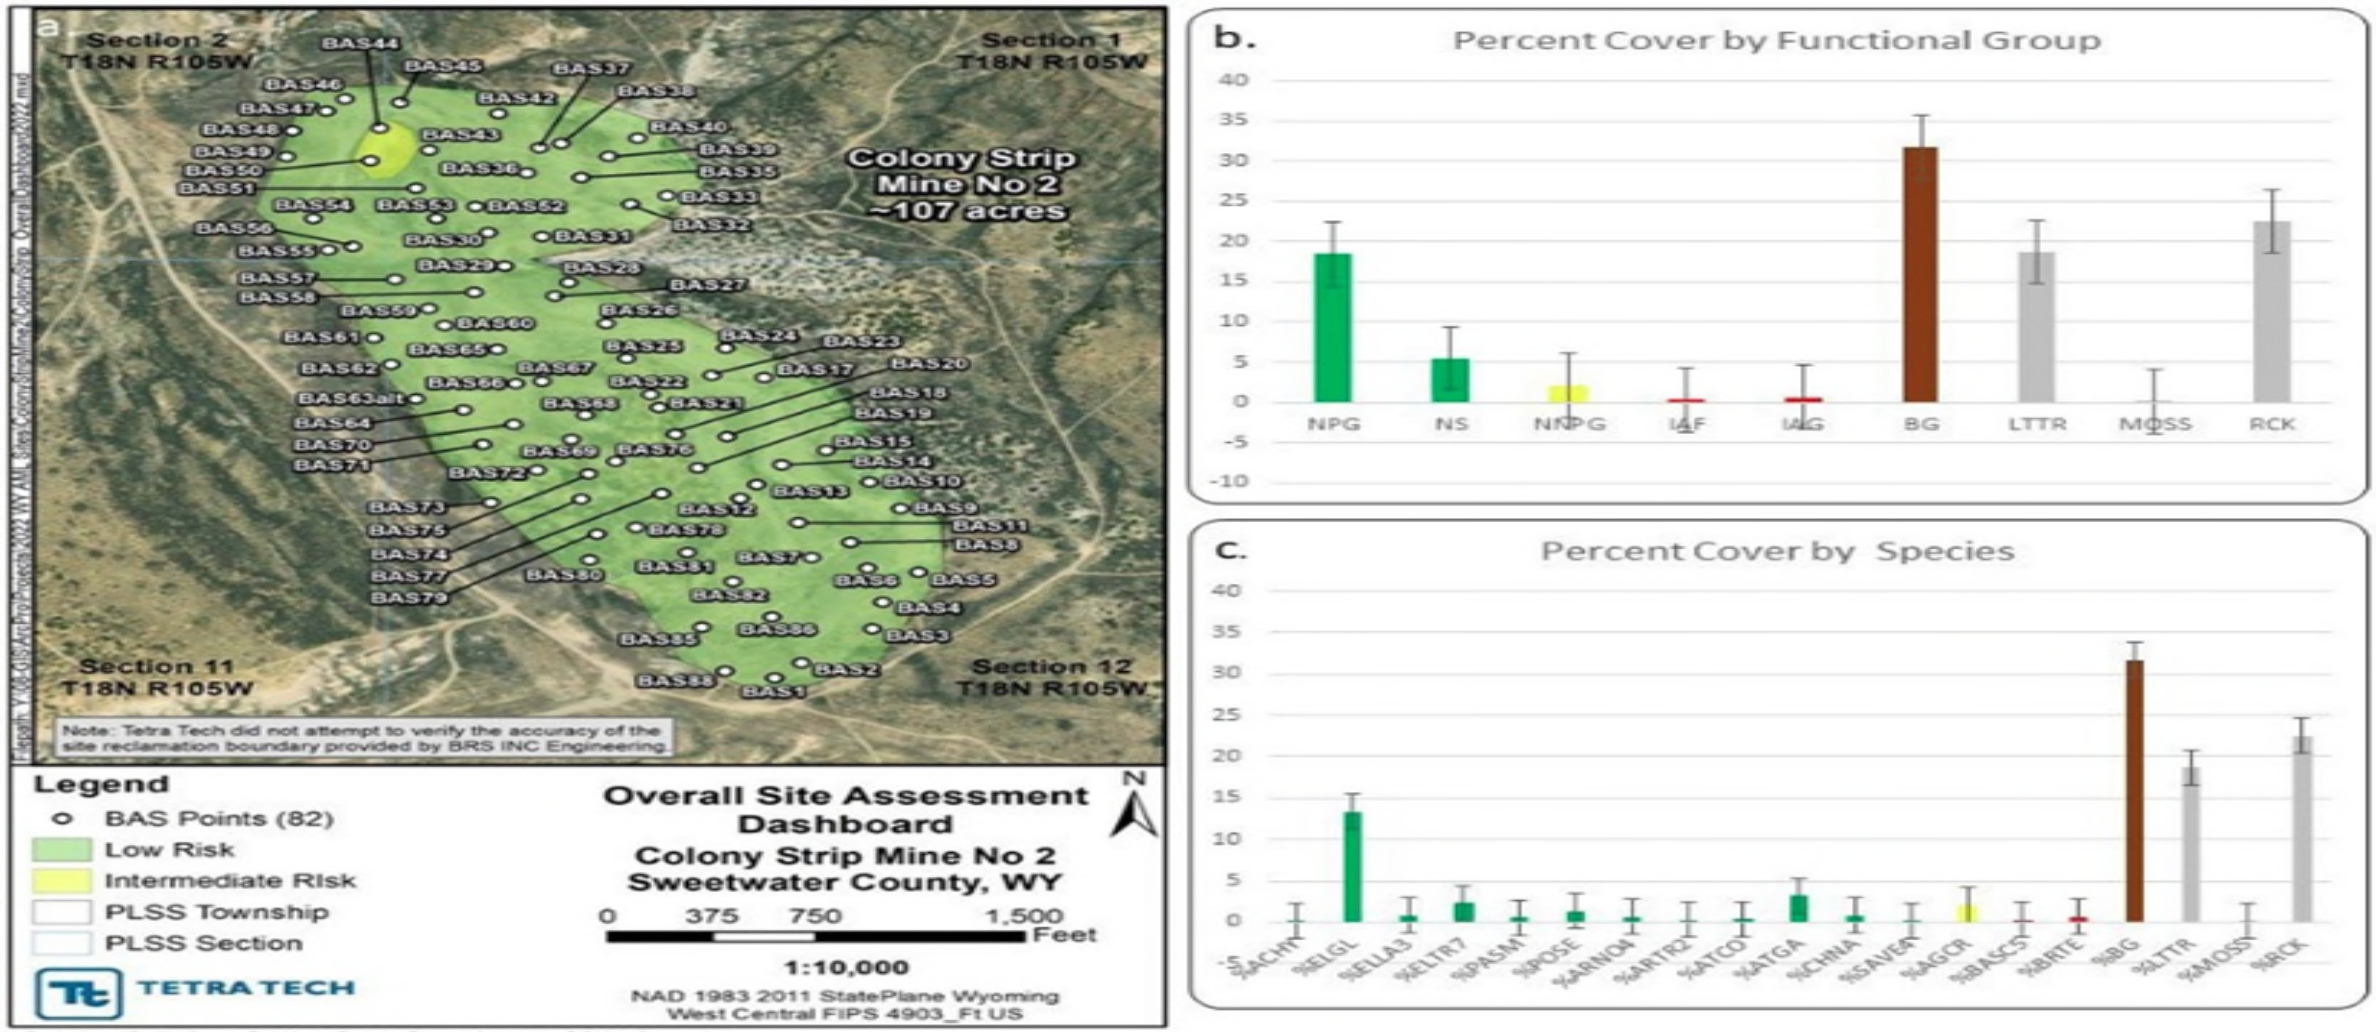 a
Section 2
T18N R105W
Section 1
T18N R105W
BAS44
BAS45
BAS37
BAS46
BAS42
BAS38
BAS47
BAS48
BAS43
BAS40
BAS49
BAS39
BAS50
BAS36
BAS35
BAS51
Colony Strip
Mine No 2
~107 acres
BAS54
BAS53
BAS52
BAS33
BAS56
BAS32
BAS55
BAS30
BAS31
BAS29
BAS28
BAS57
BAS27
BAS58
BAS59
BAS26
BAS60
BAS61
BAS24
BAS23
BAS65
BAS25
BAS20
BAS62
BAS67
BAS17
BAS66
BAS22
BAS18
BAS63alt
BAS68
BAS21
BAS19
BAS64
BAS70
BAS15
BAS71
BAS69
BAS76
BAS14
BAS72
BAS10
BAS13
BAS73
BAS12
BAS9
BAS75
BAS78
BAS11
BAS74
BAS7
BAS8
BAS77
BAS80
BAS81
BAS6
BAS5
BAS79
BAS82
BAS4
BAS85
BAS86
BAS3
Section 11
T18N R105W
Section 12
T18N R105W
BAS88
BAS1
BAS2
Note: Tetra Tech did not attempt to verify the accuracy of the
site reclamation boundary provided by BRS INC Engineering.
Legend
BAS Points (82)
Low Risk
Intermediate RIsk
PLSS Township
PLSS Section
TETRA TECH
Overall Site Assessment
Dashboard
Colony Strip Mine No 2
Sweetwater County, WY
0 375 750 1,500
Feet
1:10,000
NAD 1983 2011 StatePlane Wyoming
West Central FIPS 4903_Ft US
N
b.
Percent Cover by Functional Group
40
35
30
25
20
15
10
5
0
-5
-10
NPG NS NNPG IAF IAG BG LTTR MOSS RCK
c.
Percent Cover by Species
40
35
30
25
20
15
10
5
0
-5
%ACHY %ELGL %ELLA3 %ELTR7 %PASM %POSE %ARNO4 %ARTR2 %ATCO %ATGA %CHNA %SAVE4 %AGCR %BASC5 %BRTE %BG %LTTR %MOSS %RCK